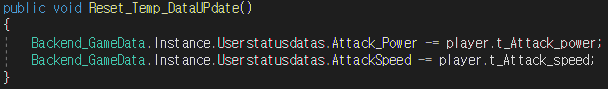 public void Reset_Temp_DataUPdate()
{
Backend_GameData.Instance.Userstatusdatas.Attack_Power -= player.t_Attack_power;
Backend_GameData.Instance.Userstatusdatas.AttackSpeed -= player.t_Attack_speed;
}